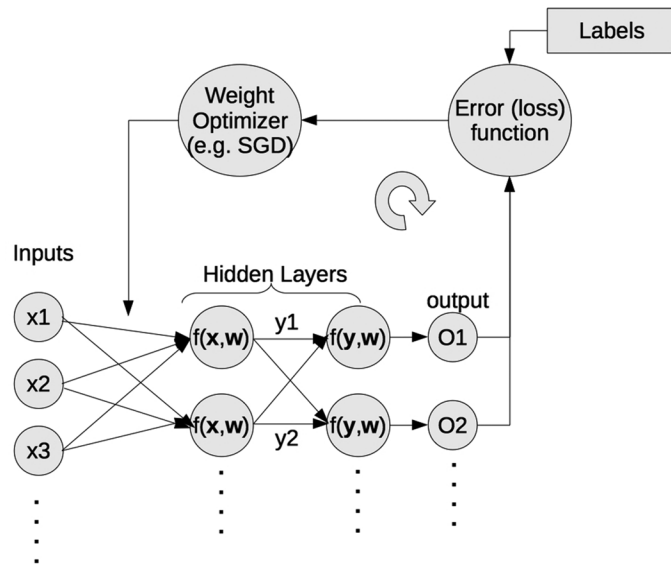 Labels
Weight
Optimizer
(e.g. SGD)
Error (loss)
function
Inputs
Hidden Layers
output
x1
f(x,w)
y1
f(y,w)
O1
x2
x3
f(x,w)
y2
f(y,w)
O2